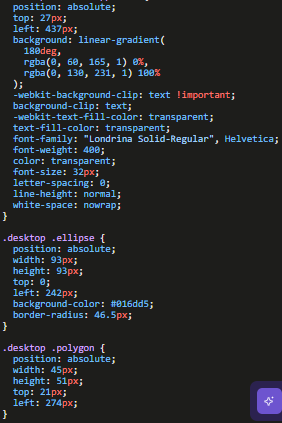 position: absolute;
top: 27px;
left: 437px;
background: linear-gradient(
180deg,
rgba(0, 60, 165, 1) 0%,
rgba(0, 130, 231, 1) 100%
);
-webkit-background-clip: text !important;
background-clip: text;
-webkit-text-fill-color: transparent;
text-fill-color: transparent;
font-family: "Londrina Solid-Regular", Helvetica;
font-weight: 400;
color: transparent;
font-size: 32px;
letter-spacing: 0;
line-height: normal;
white-space: nowrap;
}
.desktop .ellipse {
position: absolute;
width: 93px;
height: 93px;
top: 0;
left: 242px;
background-color: #016dd5;
border-radius: 46.5px;
}
.desktop .polygon {
position: absolute;
width: 45px;
height: 51px;
top: 21px;
left: 274px;
}